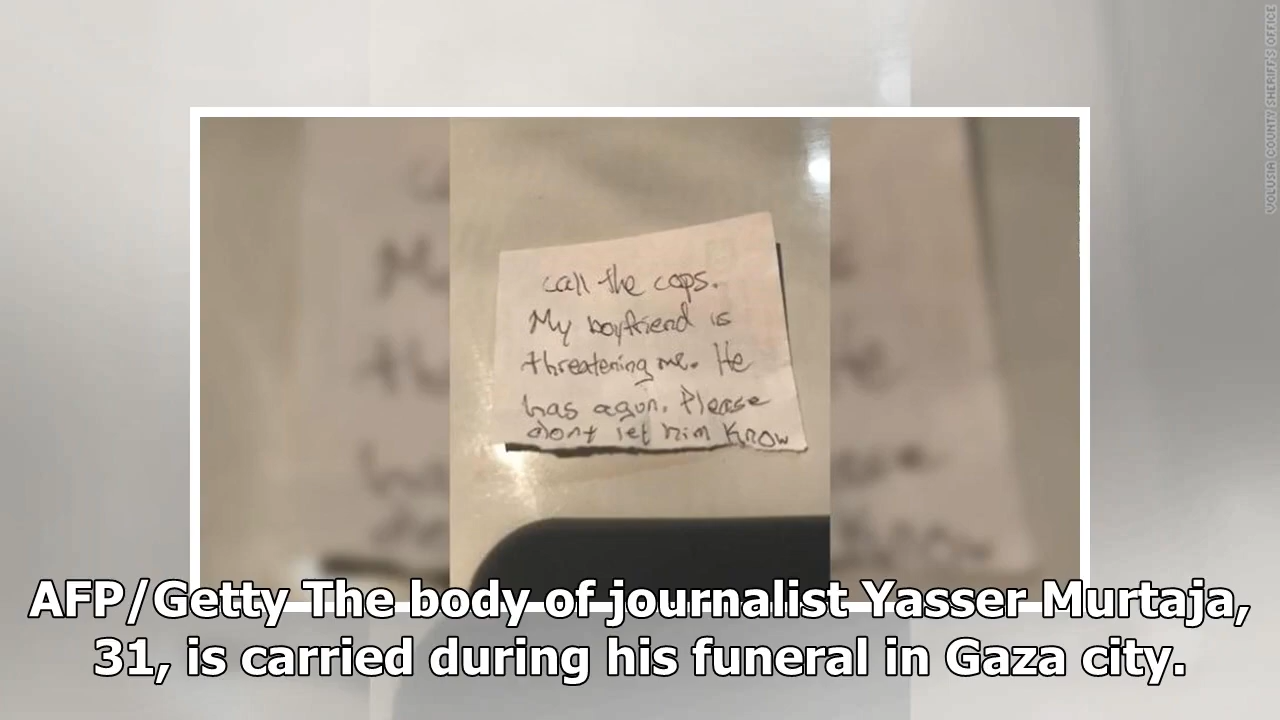 VOLUSIA COUNTY SHERIFF'S OFFICE
call the cops.
My boyfriend is
threatening me. He
has a gun. Please
dont let him know
AFP/Getty The body of journalist Yasser Murtaja,
31, is carried during his funeral in Gaza city.